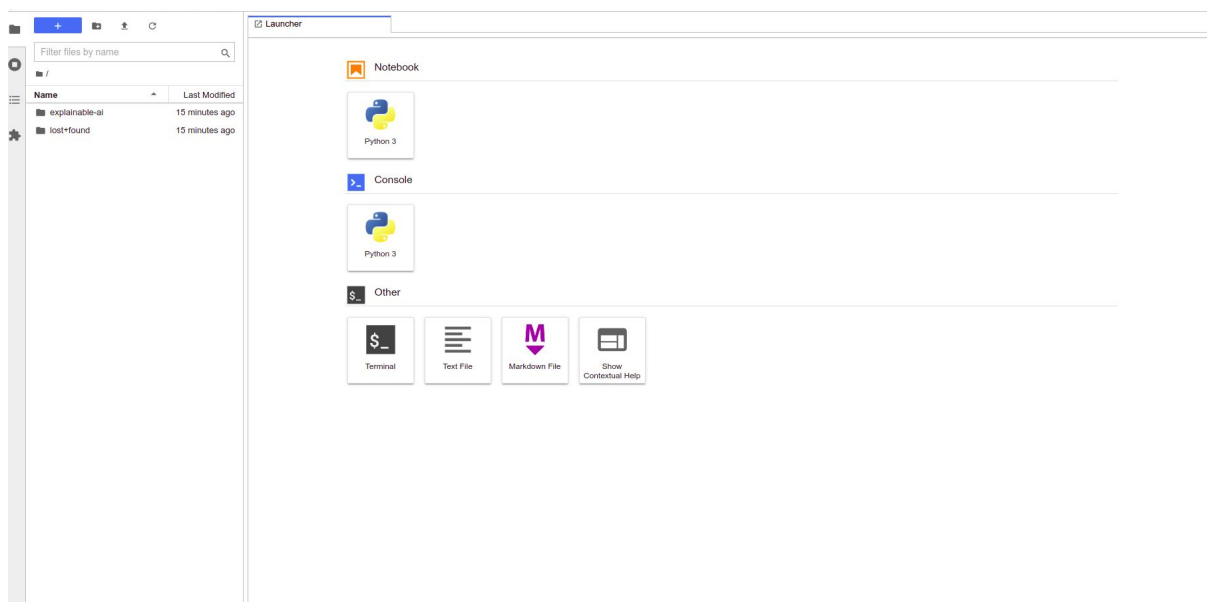 +
Filter files by name
/
Name Last Modified
explainable-ai 15 minutes ago
lost+found 15 minutes ago
Launcher
Notebook
Python 3
>_ Console
Python 3
$_ Other
$_
Terminal
Text File
M
Markdown File
Show
Contextual Help